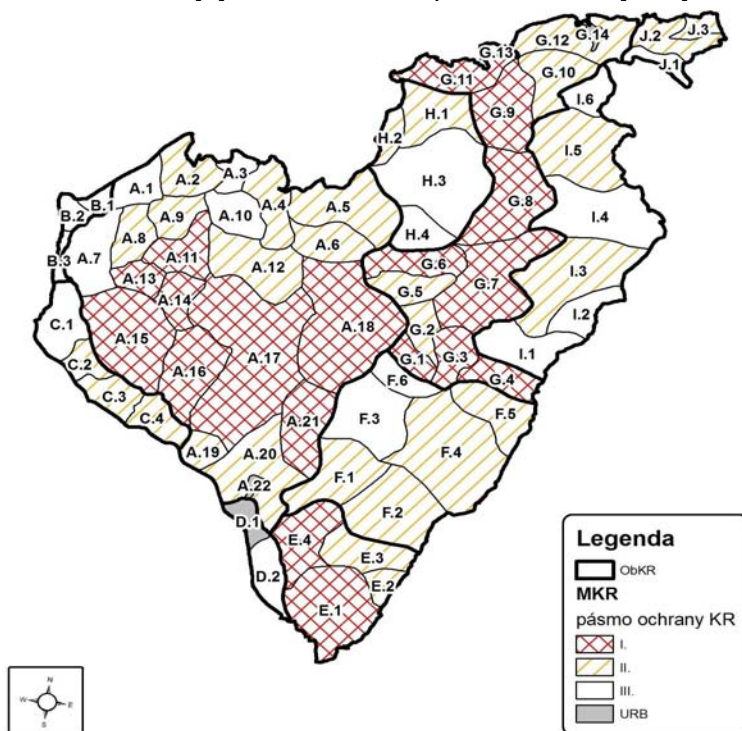 G.12
G.14
J.2
J.3
G.13
G.10
J.1
G.11
I.6
H.1
G.9
H.2
I.5
A.2
A.3
A.1
H.3
G.8
B.1
B.2
A.4
A.5
I.4
A.9
A.10
H.4
A.8
A.6
A.7
A.11
B.3
A.12
G.6
I.3
A.13
G.7
G.5
A.14
I.2
C.1
A.18
G.2
A.15
I.1
A.17
G.1
G.3
C.2
A.16
G.4
F.6
C.3
A.21
F.5
C.4
F.3
A.19
A.20
F.4
F.1
A.22
F.2
D.1
E.4
E.3
D.2
E.2
E.1
Legenda
ObKR
MKR
pásmo ochrany KR
I.
II.
III.
URB
N
W
E
S